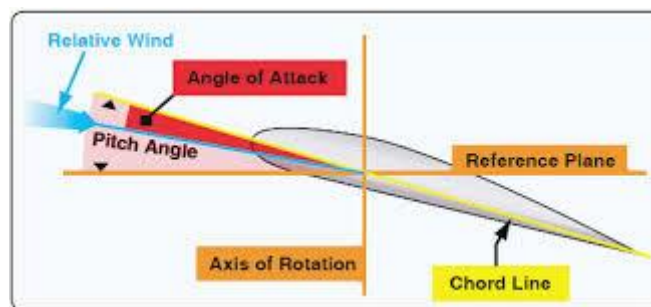 Relative Wind
Angle of Attack
Pitch Angle
Reference Plane
Axis of Rotation
Chord Line